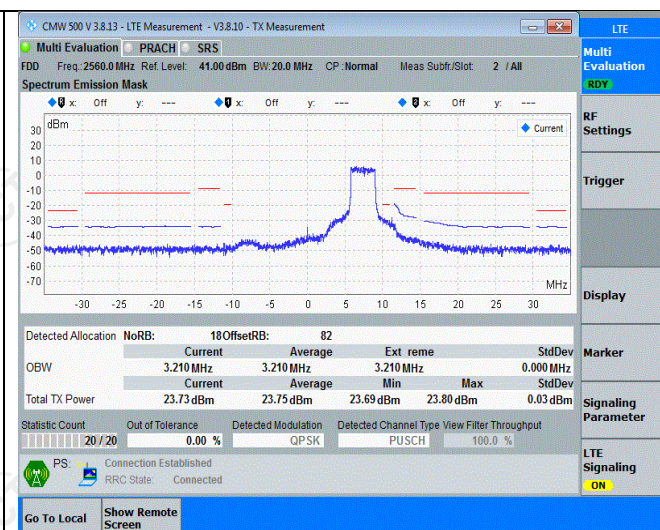 CMW 500 V 3.8.13 - LTE Measurement - V3.8.10 - TX Measurement
LTE
Multi Evaluation PRACH SRS
Multi Evaluation
RDY
FDD Freq.:2560.0 MHz Ref. Level: 41.00 dBm BW: 20.0 MHz CP :Normal Meas Subfr./Slot: 2 / All
Spectrum Emission Mask
x: Off y: --- 1 x: Off y: --- x: Off y: ---
dBm
Current
30
20
10
0
-10
-20
-30
-40
-50
-60
-70
MHz
-30 -25 -20 -15 -10 -5 0 5 10 15 20 25 30
RF Settings
Trigger
Display
Marker
Signaling Parameter
LTE Signaling
ON
Detected Allocation NoRB: 18OffsetRB: 82
Current Average Ext reme StdDev
OBW 3.210 MHz 3.210 MHz 3.210 MHz 0.000 MHz
Current Average Min Max StdDev
Total TX Power 23.73 dBm 23.75 dBm 23.69 dBm 23.80 dBm 0.03 dBm
Statistic Count Out of Tolerance Detected Modulation Detected Channel Type View Filter Throughput
20 / 20 0.00 % QPSK PUSCH 100.0 %
PS: Connection Established
RRC State: Connected
Go To Local Show Remote Screen